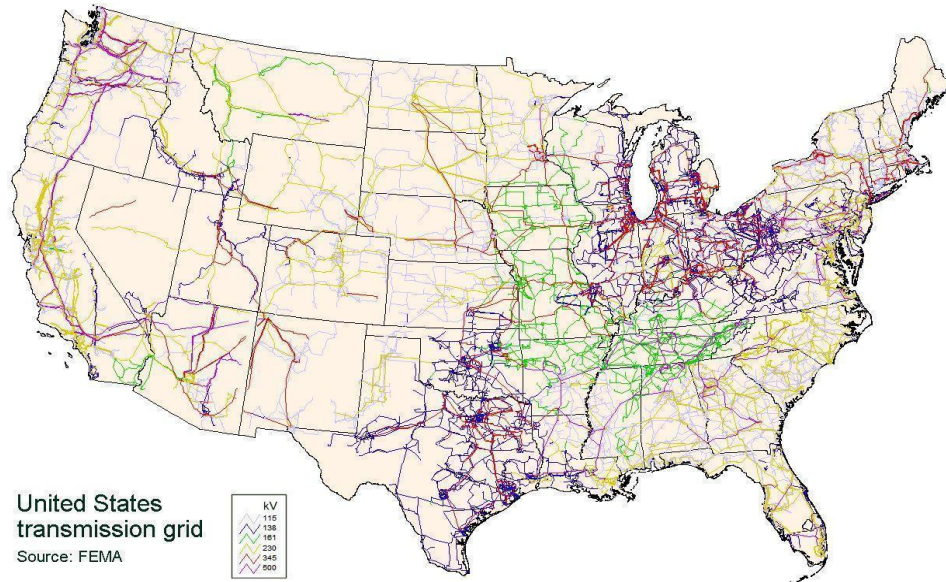 United States
transmission grid
Source: FEMA
kV
115
138
161
230
345
500